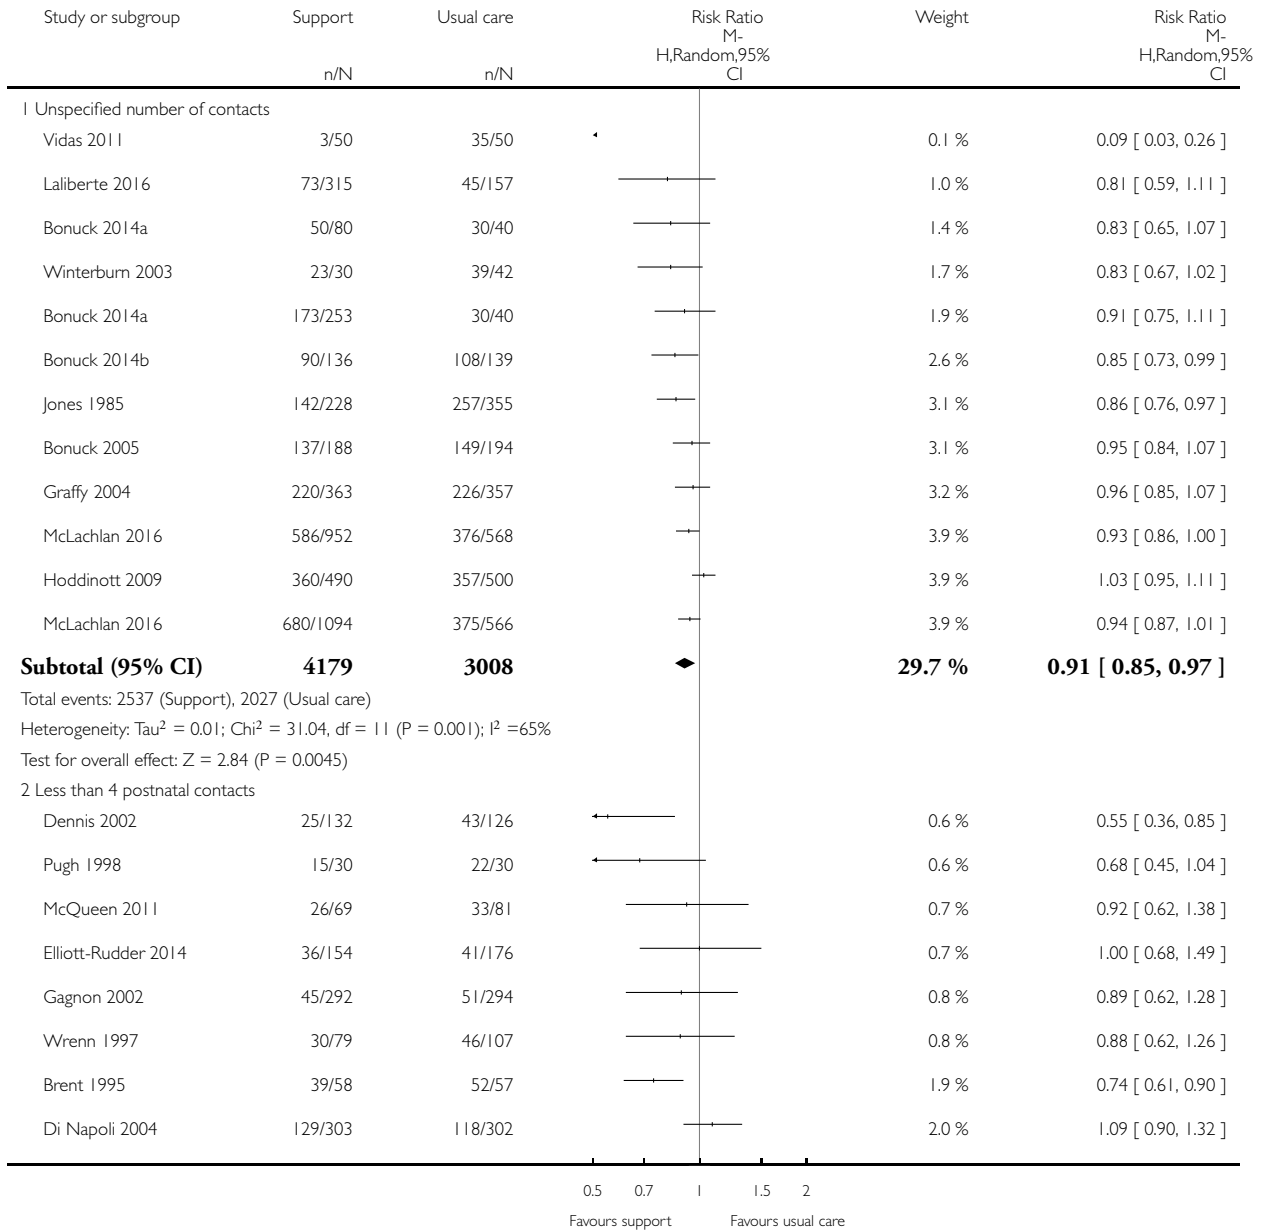 Study or subgroup Support Usual care Risk Ratio Weight Risk Ratio
M- M-
H,Random,95% H,Random,95%
n/N n/N CI CI
1 Unspecified number of contacts
Vidas 2011 3/50 35/50 0.1 % 0.09 [ 0.03, 0.26 ]
Laliberte 2016 73/315 45/157 1.0 % 0.81 [ 0.59, 1.11 ]
Bonuck 2014a 50/80 30/40 1.4 % 0.83 [ 0.65, 1.07 ]
Winterburn 2003 23/30 39/42 1.7 % 0.83 [ 0.67, 1.02 ]
Bonuck 2014a 173/253 30/40 1.9 % 0.91 [ 0.75, 1.11 ]
Bonuck 2014b 90/136 108/139 2.6 % 0.85 [ 0.73, 0.99 ]
Jones 1985 142/228 257/355 3.1 % 0.86 [ 0.76, 0.97 ]
Bonuck 2005 137/188 149/194 3.1 % 0.95 [ 0.84, 1.07 ]
Graffy 2004 220/363 226/357 3.2 % 0.96 [ 0.85, 1.07 ]
McLachlan 2016 586/952 376/568 3.9 % 0.93 [ 0.86, 1.00 ]
Hoddinott 2009 360/490 357/500 3.9 % 1.03 [ 0.95, 1.11 ]
McLachlan 2016 680/1094 375/566 3.9 % 0.94 [ 0.87, 1.01 ]
Subtotal (95% CI) 4179 3008 29.7 % 0.91 [ 0.85, 0.97 ]
Total events: 2537 (Support), 2027 (Usual care)
Heterogeneity: Tau² = 0.01; Chi² = 31.04, df = 11 (P = 0.001); I² =65%
Test for overall effect: Z = 2.84 (P = 0.0045)
2 Less than 4 postnatal contacts
Dennis 2002 25/132 43/126 0.6 % 0.55 [ 0.36, 0.85 ]
Pugh 1998 15/30 22/30 0.6 % 0.68 [ 0.45, 1.04 ]
McQueen 2011 26/69 33/81 0.7 % 0.92 [ 0.62, 1.38 ]
Elliott-Rudder 2014 36/154 41/176 0.7 % 1.00 [ 0.68, 1.49 ]
Gagnon 2002 45/292 51/294 0.8 % 0.89 [ 0.62, 1.28 ]
Wrenn 1997 30/79 46/107 0.8 % 0.88 [ 0.62, 1.26 ]
Brent 1995 39/58 52/57 1.9 % 0.74 [ 0.61, 0.90 ]
Di Napoli 2004 129/303 118/302 2.0 % 1.09 [ 0.90, 1.32 ]
0.5 0.7 1 1.5 2
Favours support Favours usual care